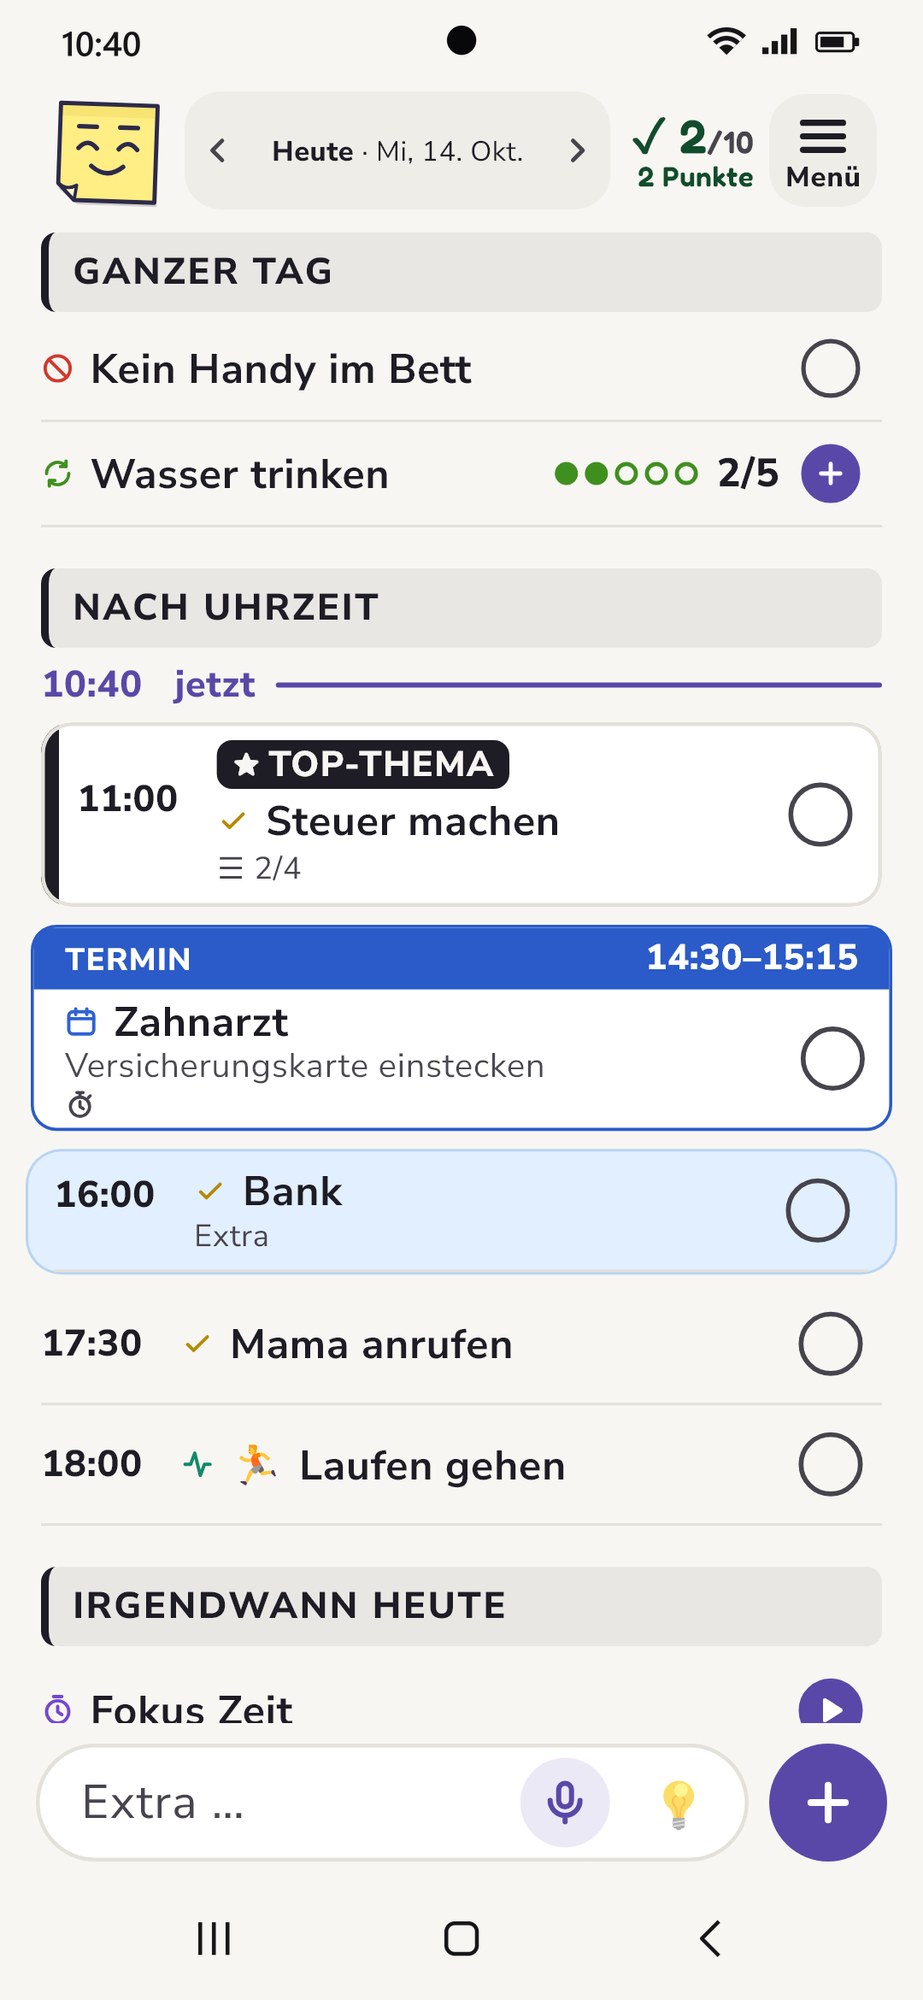 10:40
Heute · Mi, 14. Okt.
2/10
2 Punkte
Menü
GANZER TAG
Kein Handy im Bett
Wasser trinken 2/5
NACH UHRZEIT
10:40 jetzt
TOP-THEMA
11:00
Steuer machen
2/4
TERMIN 14:30–15:15
Zahnarzt
Versicherungskarte einstecken
16:00 Bank
Extra
17:30 Mama anrufen
18:00 Laufen gehen
IRGENDWANN HEUTE
Fokus Zeit
Extra ...